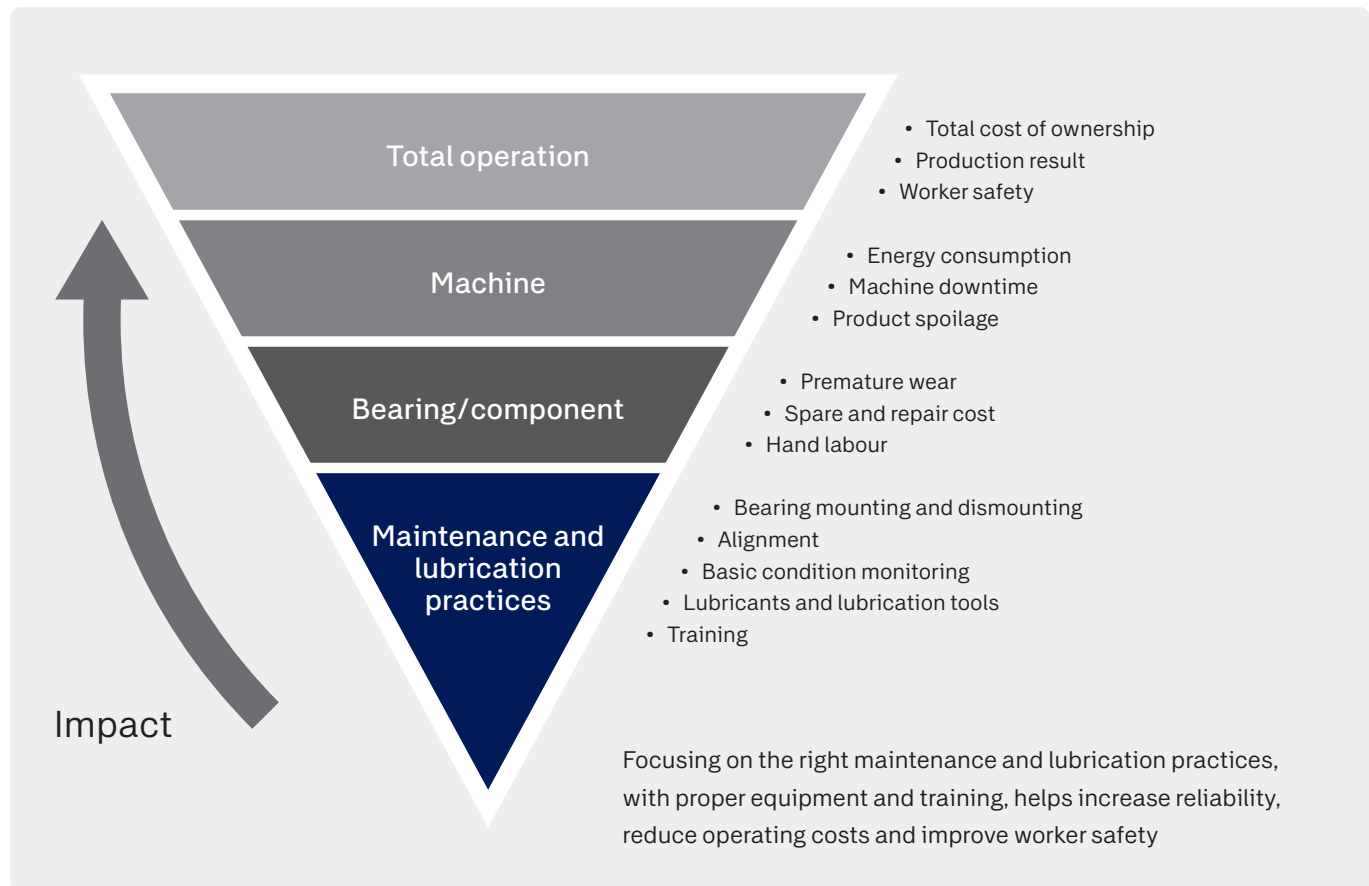 Total operation
• Total cost of ownership
• Production result
• Worker safety
Machine
• Energy consumption
• Machine downtime
• Product spoilage
Bearing/component
• Premature wear
• Spare and repair cost
• Hand labour
Maintenance and
lubrication
practices
• Bearing mounting and dismounting
• Alignment
• Basic condition monitoring
• Lubricants and lubrication tools
• Training
Impact
Focusing on the right maintenance and lubrication practices,
with proper equipment and training, helps increase reliability,
reduce operating costs and improve worker safety